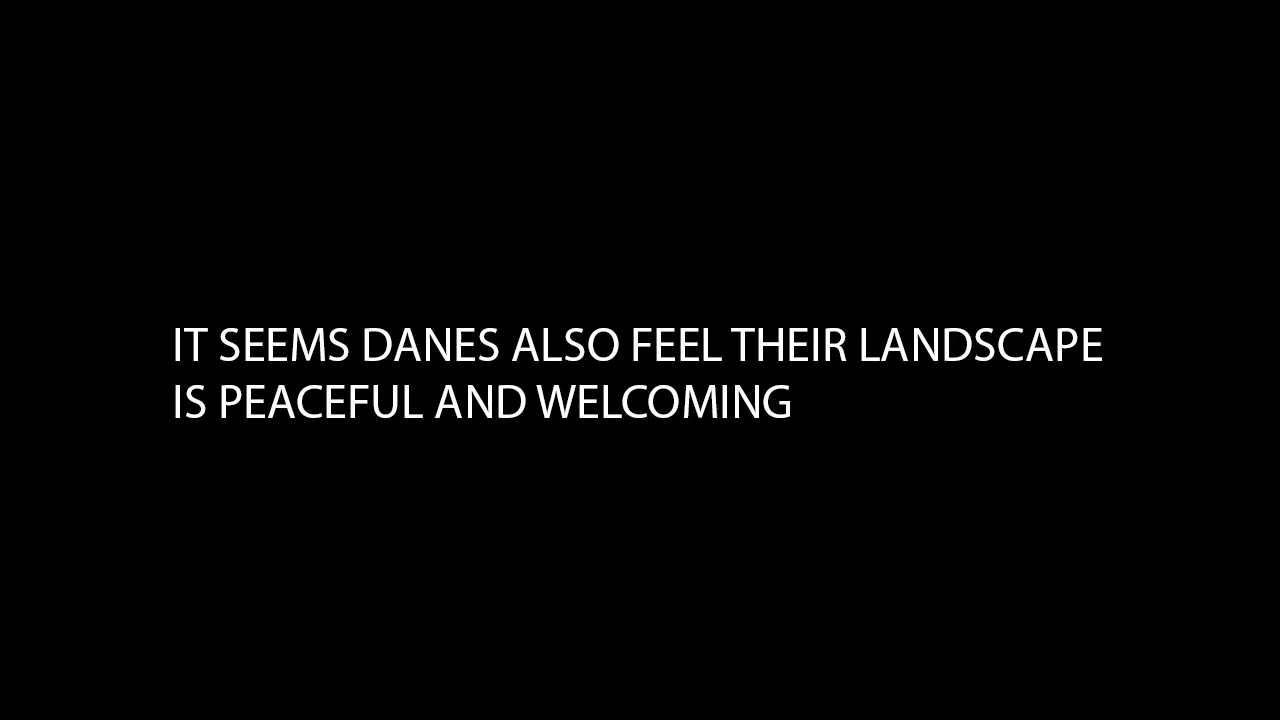 IT SEEMS DANES ALSO FEEL THEIR LANDSCAPE
IS PEACEFUL AND WELCOMING